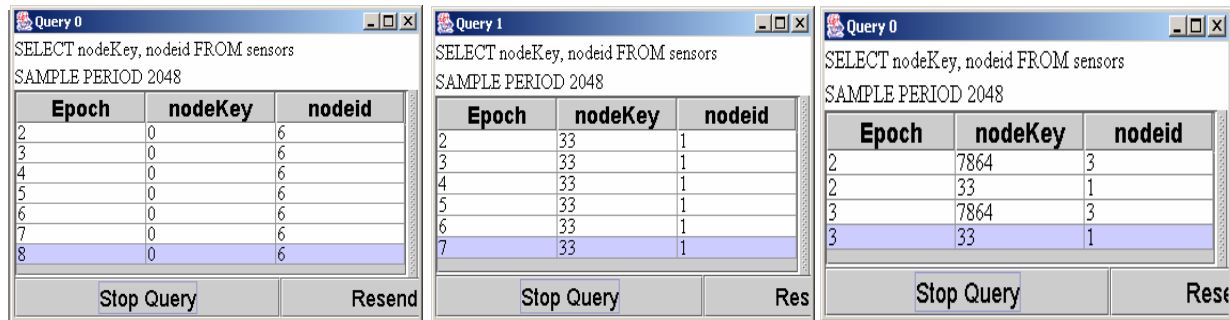 Query 0
SELECT nodeKey, nodeid FROM sensors
SAMPLE PERIOD 2048
Epoch nodeKey nodeid
2 0 6
3 0 6
4 0 6
5 0 6
6 0 6
7 0 6
8 0 6
Stop Query Resend
Query 1
SELECT nodeKey, nodeid FROM sensors
SAMPLE PERIOD 2048
Epoch nodeKey nodeid
2 33 1
3 33 1
4 33 1
5 33 1
6 33 1
7 33 1
Stop Query Res
Query 0
SELECT nodeKey, nodeid FROM sensors
SAMPLE PERIOD 2048
Epoch nodeKey nodeid
2 7864 3
2 33 1
3 7864 3
3 33 1
Stop Query Rese